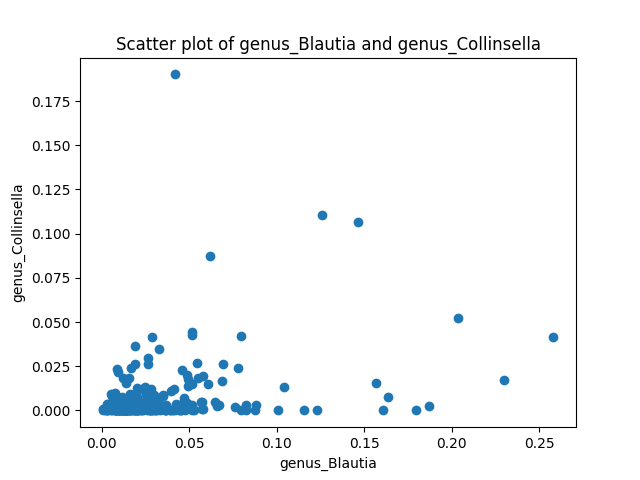 Scatter plot of genus_Blautia and genus_Collinsella
0.175
0.150
0.125
0.100
0.075
0.050
0.025
0.000
genus_Collinsella
0.00 0.05 0.10 0.15 0.20 0.25
genus_Blautia